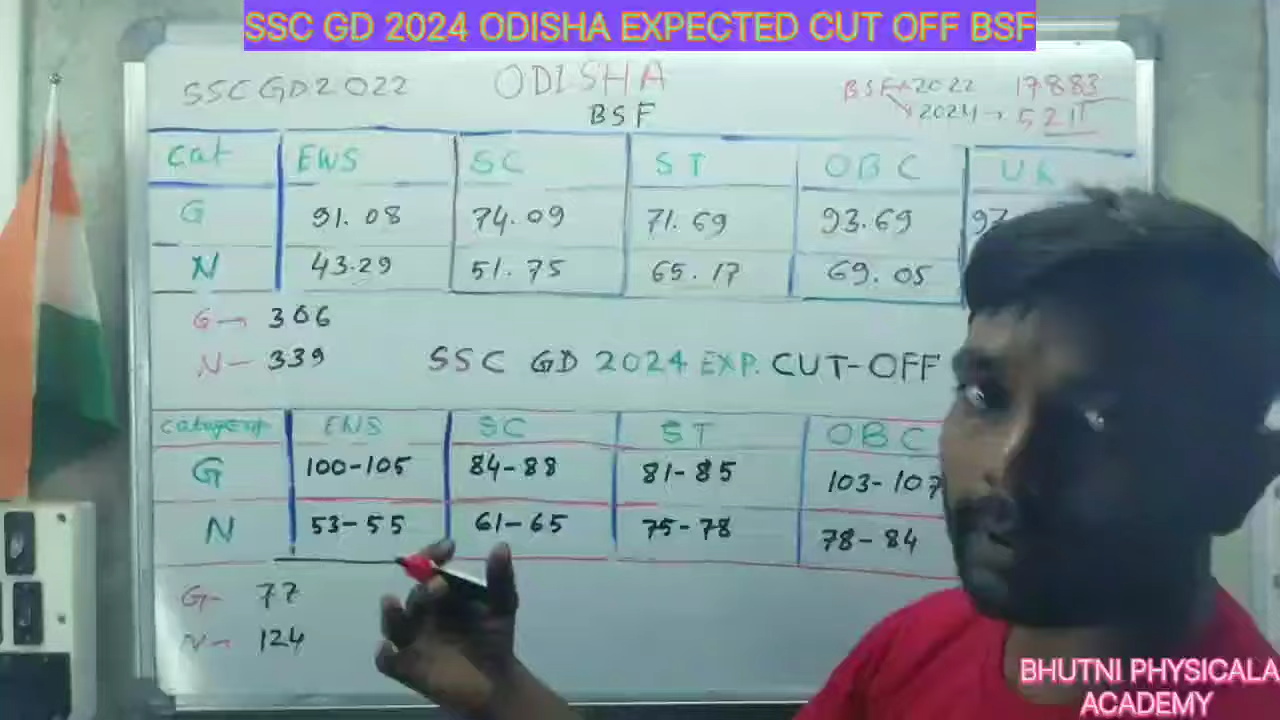 SSC GD 2024 ODISHA EXPECTED CUT OFF BSF
SSC GD 2022 ODISHA BSF 2022 17883
BSF 2024 → 5211
Cat EWS SC ST OBC UR
G 91.08 74.09 71.69 93.69 97
N 43.29 51.75 65.17 69.05
G → 306
N - 339 SSC GD 2024 EXP. CUT-OFF
EWS SC ST OBC
G 100-105 84-88 81-85 103-107
N 53-55 61-65 75-78 78-84
G- 77
N → 124
BHUTNI PHYSICALA
ACADEMY